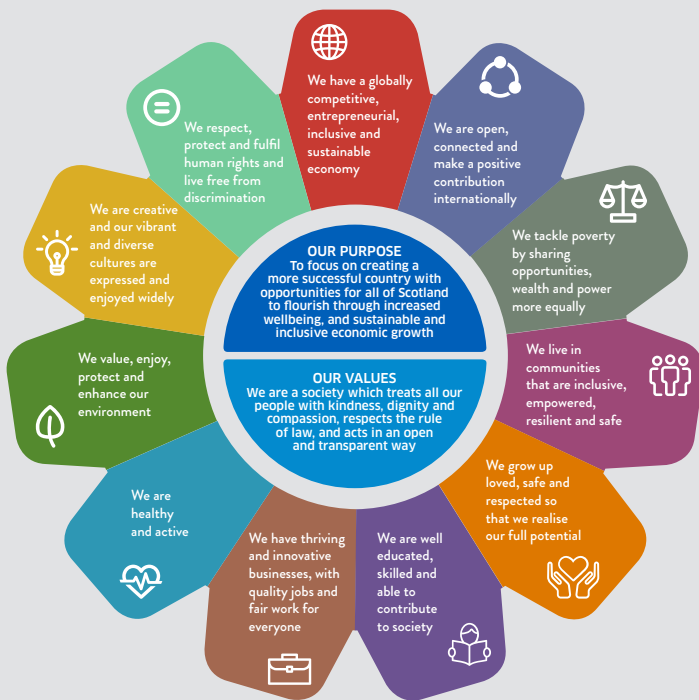 We have a globally
competitive,
entrepreneurial,
inclusive and
sustainable
economy
We are open,
connected and
make a positive
contribution
internationally
We tackle poverty
by sharing
opportunities,
wealth and power
more equally
We live in
communities
that are inclusive,
empowered,
resilient and safe
We grow up
loved, safe and
respected so
that we realise
our full potential
We are well
educated,
skilled and
able to
contribute
to society
We have thriving
and innovative
businesses, with
quality jobs and
fair work for
everyone
We are
healthy
and active
We value, enjoy,
protect and
enhance our
environment
We are creative
and our vibrant
and diverse
cultures are
expressed and
enjoyed widely
We respect,
protect and fulfil
human rights and
live free from
discrimination
OUR PURPOSE
To focus on creating a
more successful country with
opportunities for all of Scotland
to flourish through increased
wellbeing, and sustainable and
inclusive economic growth
OUR VALUES
We are a society which treats all our
people with kindness, dignity and
compassion, respects the rule
of law, and acts in an open
and transparent way